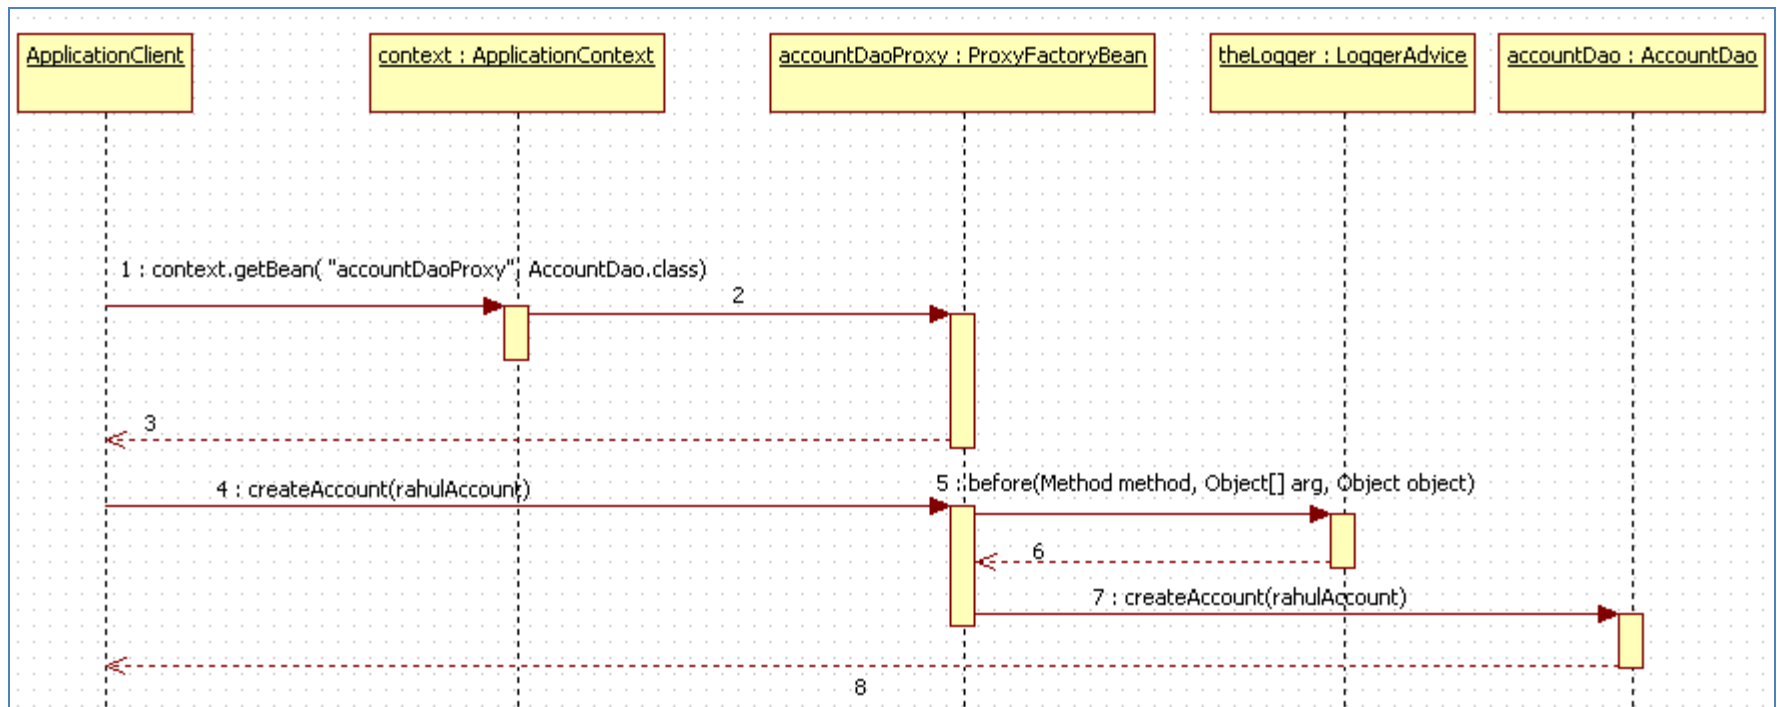 ApplicationClient
context : ApplicationContext
accountDaoProxy : ProxyFactoryBean
theLogger : LoggerAdvice
accountDao : AccountDao
1 : context.getBean( "accountDaoProxy", AccountDao.class)
2
3
4 : createAccount(rahulAccount)
5 : before(Method method, Object[] arg, Object object)
6
7 : createAccount(rahulAccount)
8